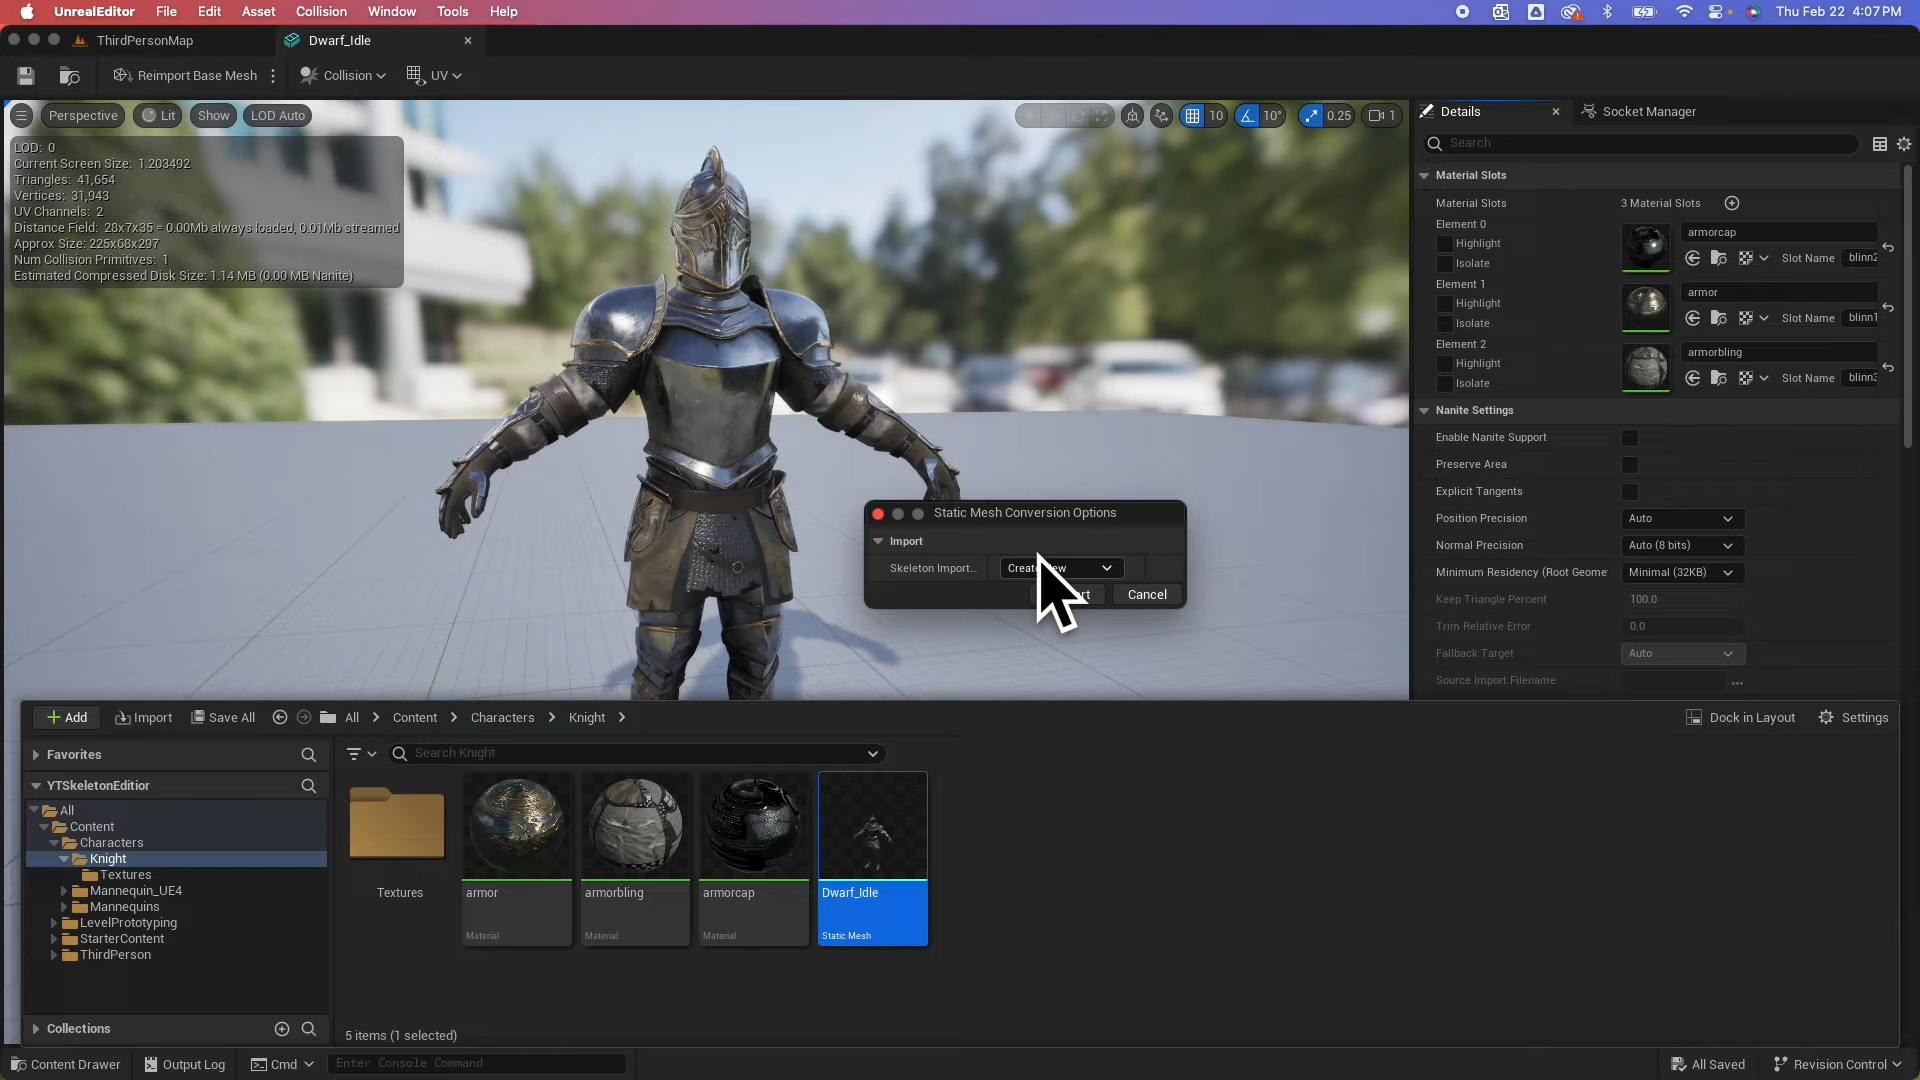 UnrealEditor File Edit Asset Collision Window Tools Help
Thu Feb 22 4:07 PM
ThirdPersonMap
Dwarf_Idle
Reimport Base Mesh
Collision
UV
Perspective
Lit
Show
LOD Auto
10
10°
0.25
1
LOD: 0
Current Screen Size: 1.203492
Triangles: 41,654
Vertices: 31,943
UV Channels: 2
Distance Field: 28x7x35 = 0.00Mb always loaded, 0.01Mb streamed
Approx Size: 225x68x297
Num Collision Primitives: 1
Estimated Compressed Disk Size: 1.14 MB (0.00 MB Nanite)
Details
Socket Manager
Search
Material Slots
Material Slots
3 Material Slots
Element 0
Highlight
Isolate
armorcap
Slot Name
blinn2
Element 1
Highlight
Isolate
armor
Slot Name
blinn1
Element 2
Highlight
Isolate
armorbling
Slot Name
blinn3
Nanite Settings
Enable Nanite Support
Preserve Area
Explicit Tangents
Position Precision
Auto
Normal Precision
Auto (8 bits)
Minimum Residency (Root Geome
Minimal (32KB)
Keep Triangle Percent
100.0
Trim Relative Error
0.0
Fallback Target
Auto
Source Import Filename
Static Mesh Conversion Options
Import
Skeleton Import...
Cancel
Add
Import
Save All
All
Content
Characters
Knight
Dock in Layout
Settings
Favorites
YTSkeletonEditior
All
Content
Characters
Knight
Textures
Mannequin_UE4
Mannequins
LevelPrototyping
StarterContent
ThirdPerson
Collections
Search Knight
Textures
armor
Material
armorbling
Material
armorcap
Material
Dwarf_Idle
Static Mesh
5 items (1 selected)
Content Drawer
Output Log
Cmd
Enter Console Command
All Saved
Revision Control